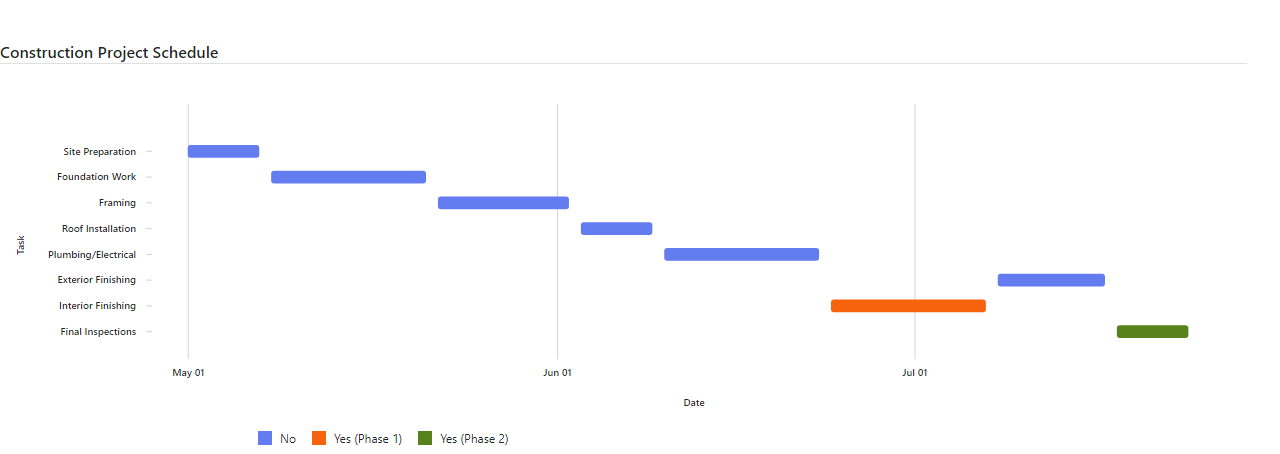 Construction Project Schedule
Task
Site Preparation
Foundation Work
Framing
Roof Installation
Plumbing/Electrical
Exterior Finishing
Interior Finishing
Final Inspections
May 01 Jun 01 Jul 01
Date
No Yes (Phase 1) Yes (Phase 2)